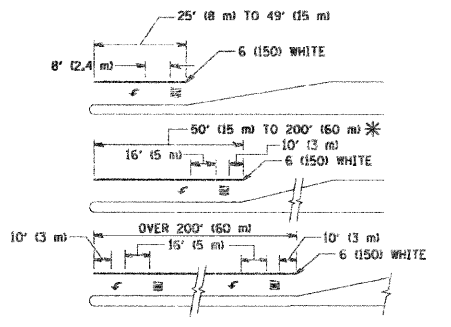 25' (8 m) TO 49' (15 m)
6 (150) WHITE
8' (2.4 m)
50' (15 m) TO 200' (60 m) *
16' (5 m)
10' (3 m)
6 (150) WHITE
OVER 200' (60 m)
10' (3 m)
16' (5 m)
10' (3 m)
6 (150) WHITE